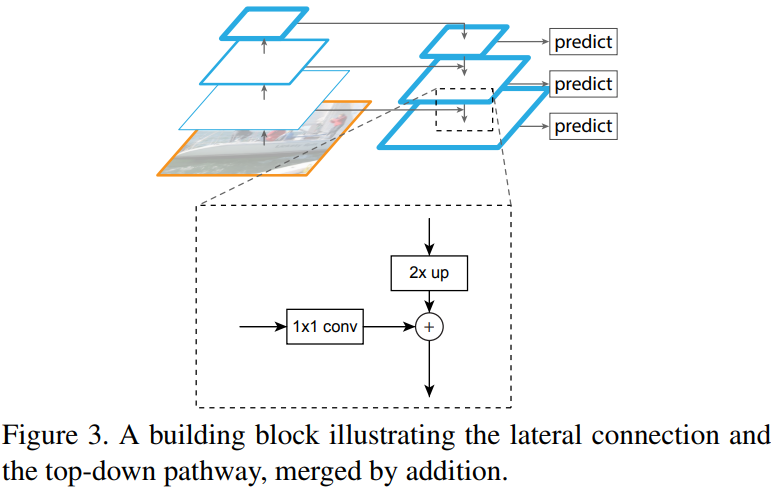 predict
predict
predict
2x up
1x1 conv
+
Figure 3. A building block illustrating the lateral connection and
the top-down pathway, merged by addition.